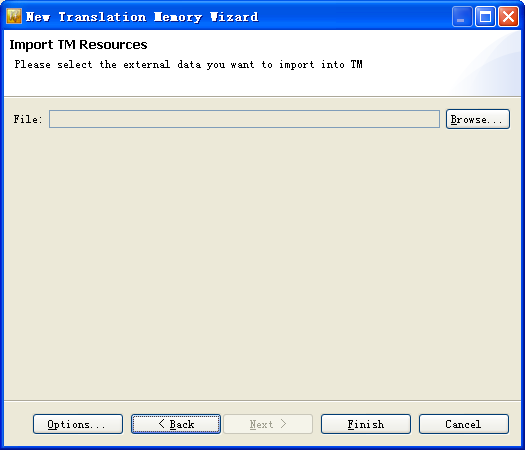 New Translation Memory Wizard
Import TM Resources
Please select the external data you want to import into TM
File:
Browse...
Options...
< Back
Next >
Finish
Cancel